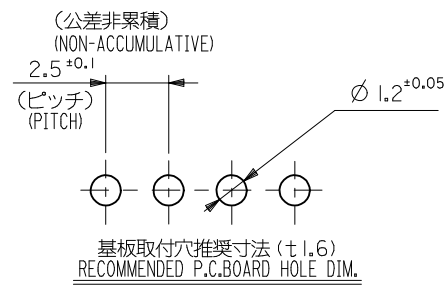 (公差非累積)
(NON-ACCUMULATIVE)
2.5±0.1
(ピッチ)
(PITCH)
Ø 1.2±0.05
基板取付穴推奨寸法 (t1.6)
RECOMMENDED P.C.BOARD HOLE DIM.